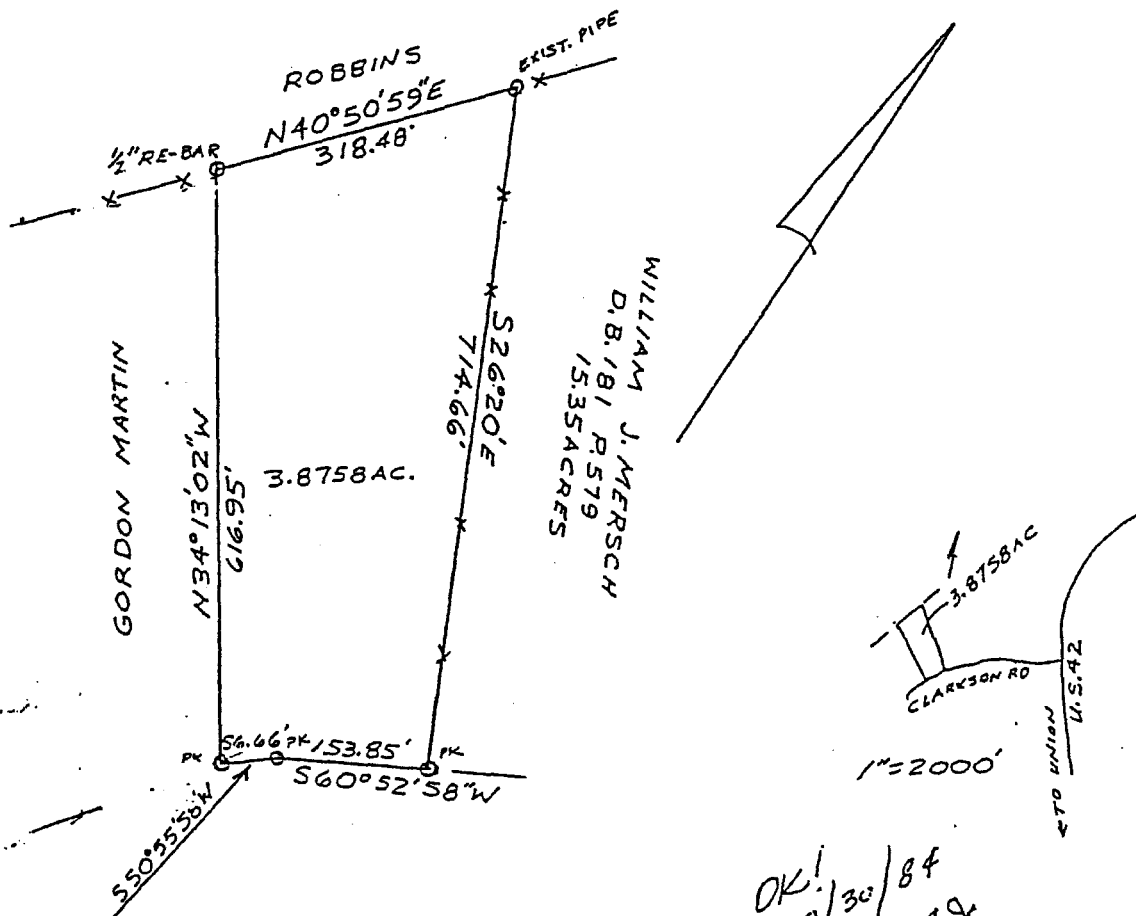 ROBBINS
EXIST. PIPE
N40°50'59"E
318.48'
½" RE-BAR
GORDON MARTIN
N34°13'02"W
616.95'
3.8758AC.
S26°20'E
714.66'
WILLIAM J. MERSCH
D.B. 181 P.579
15.35 ACRES
PK
56.66'
PK
153.85'
PK
S60°52'58"W
S50°55'50"W
3.8758AC
CLARKSON RD
U.S. 42
TO UNION
1"=2000'
OK!
30/84